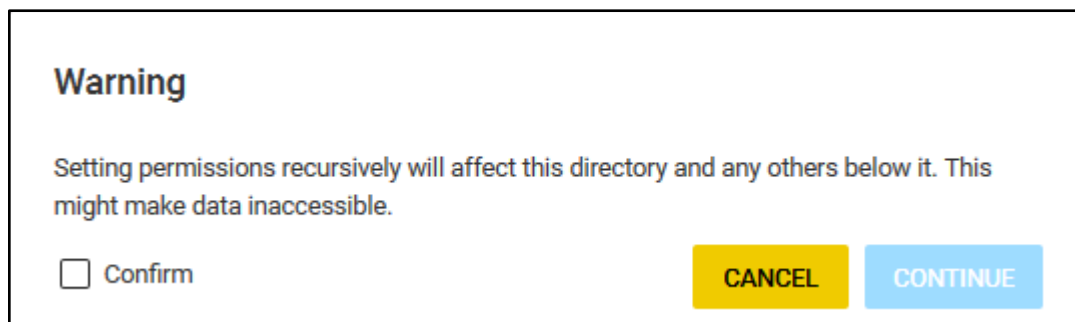 Warning
Setting permissions recursively will affect this directory and any others below it. This
might make data inaccessible.
Confirm
CANCEL
CONTINUE